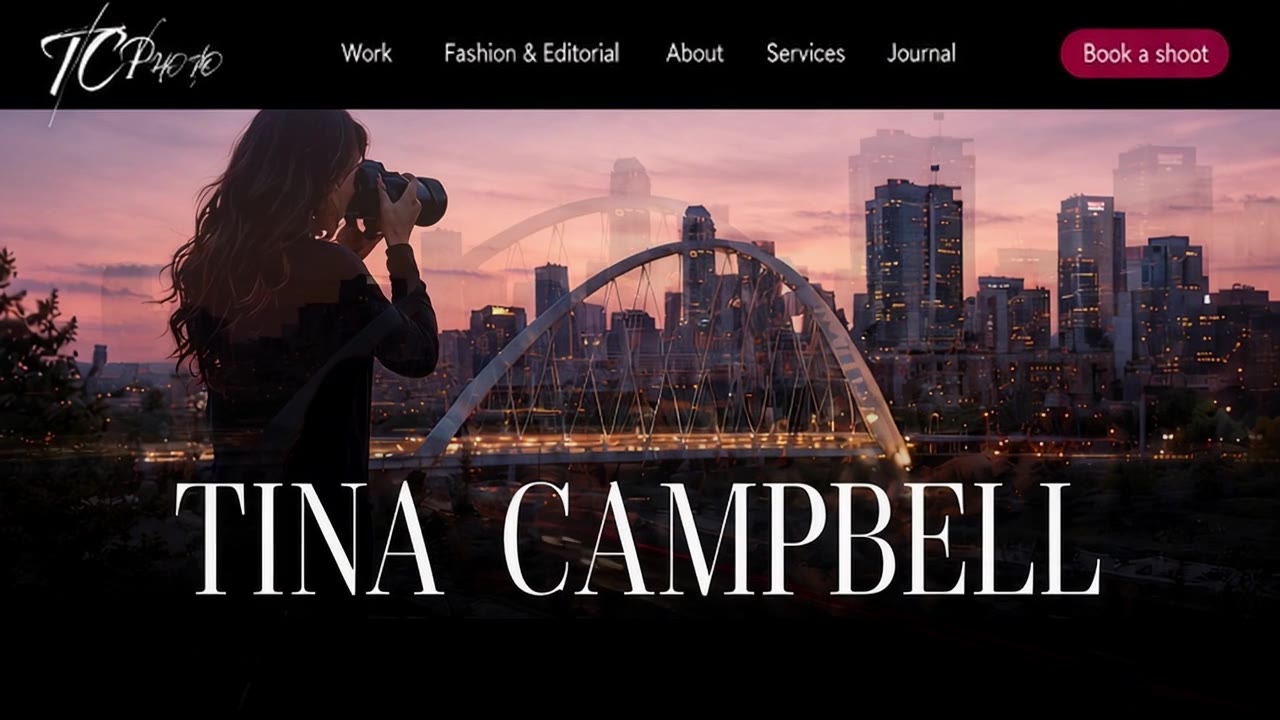 TCPhoto
Work
Fashion & Editorial
About
Services
Journal
Book a shoot
TINA CAMPBELL